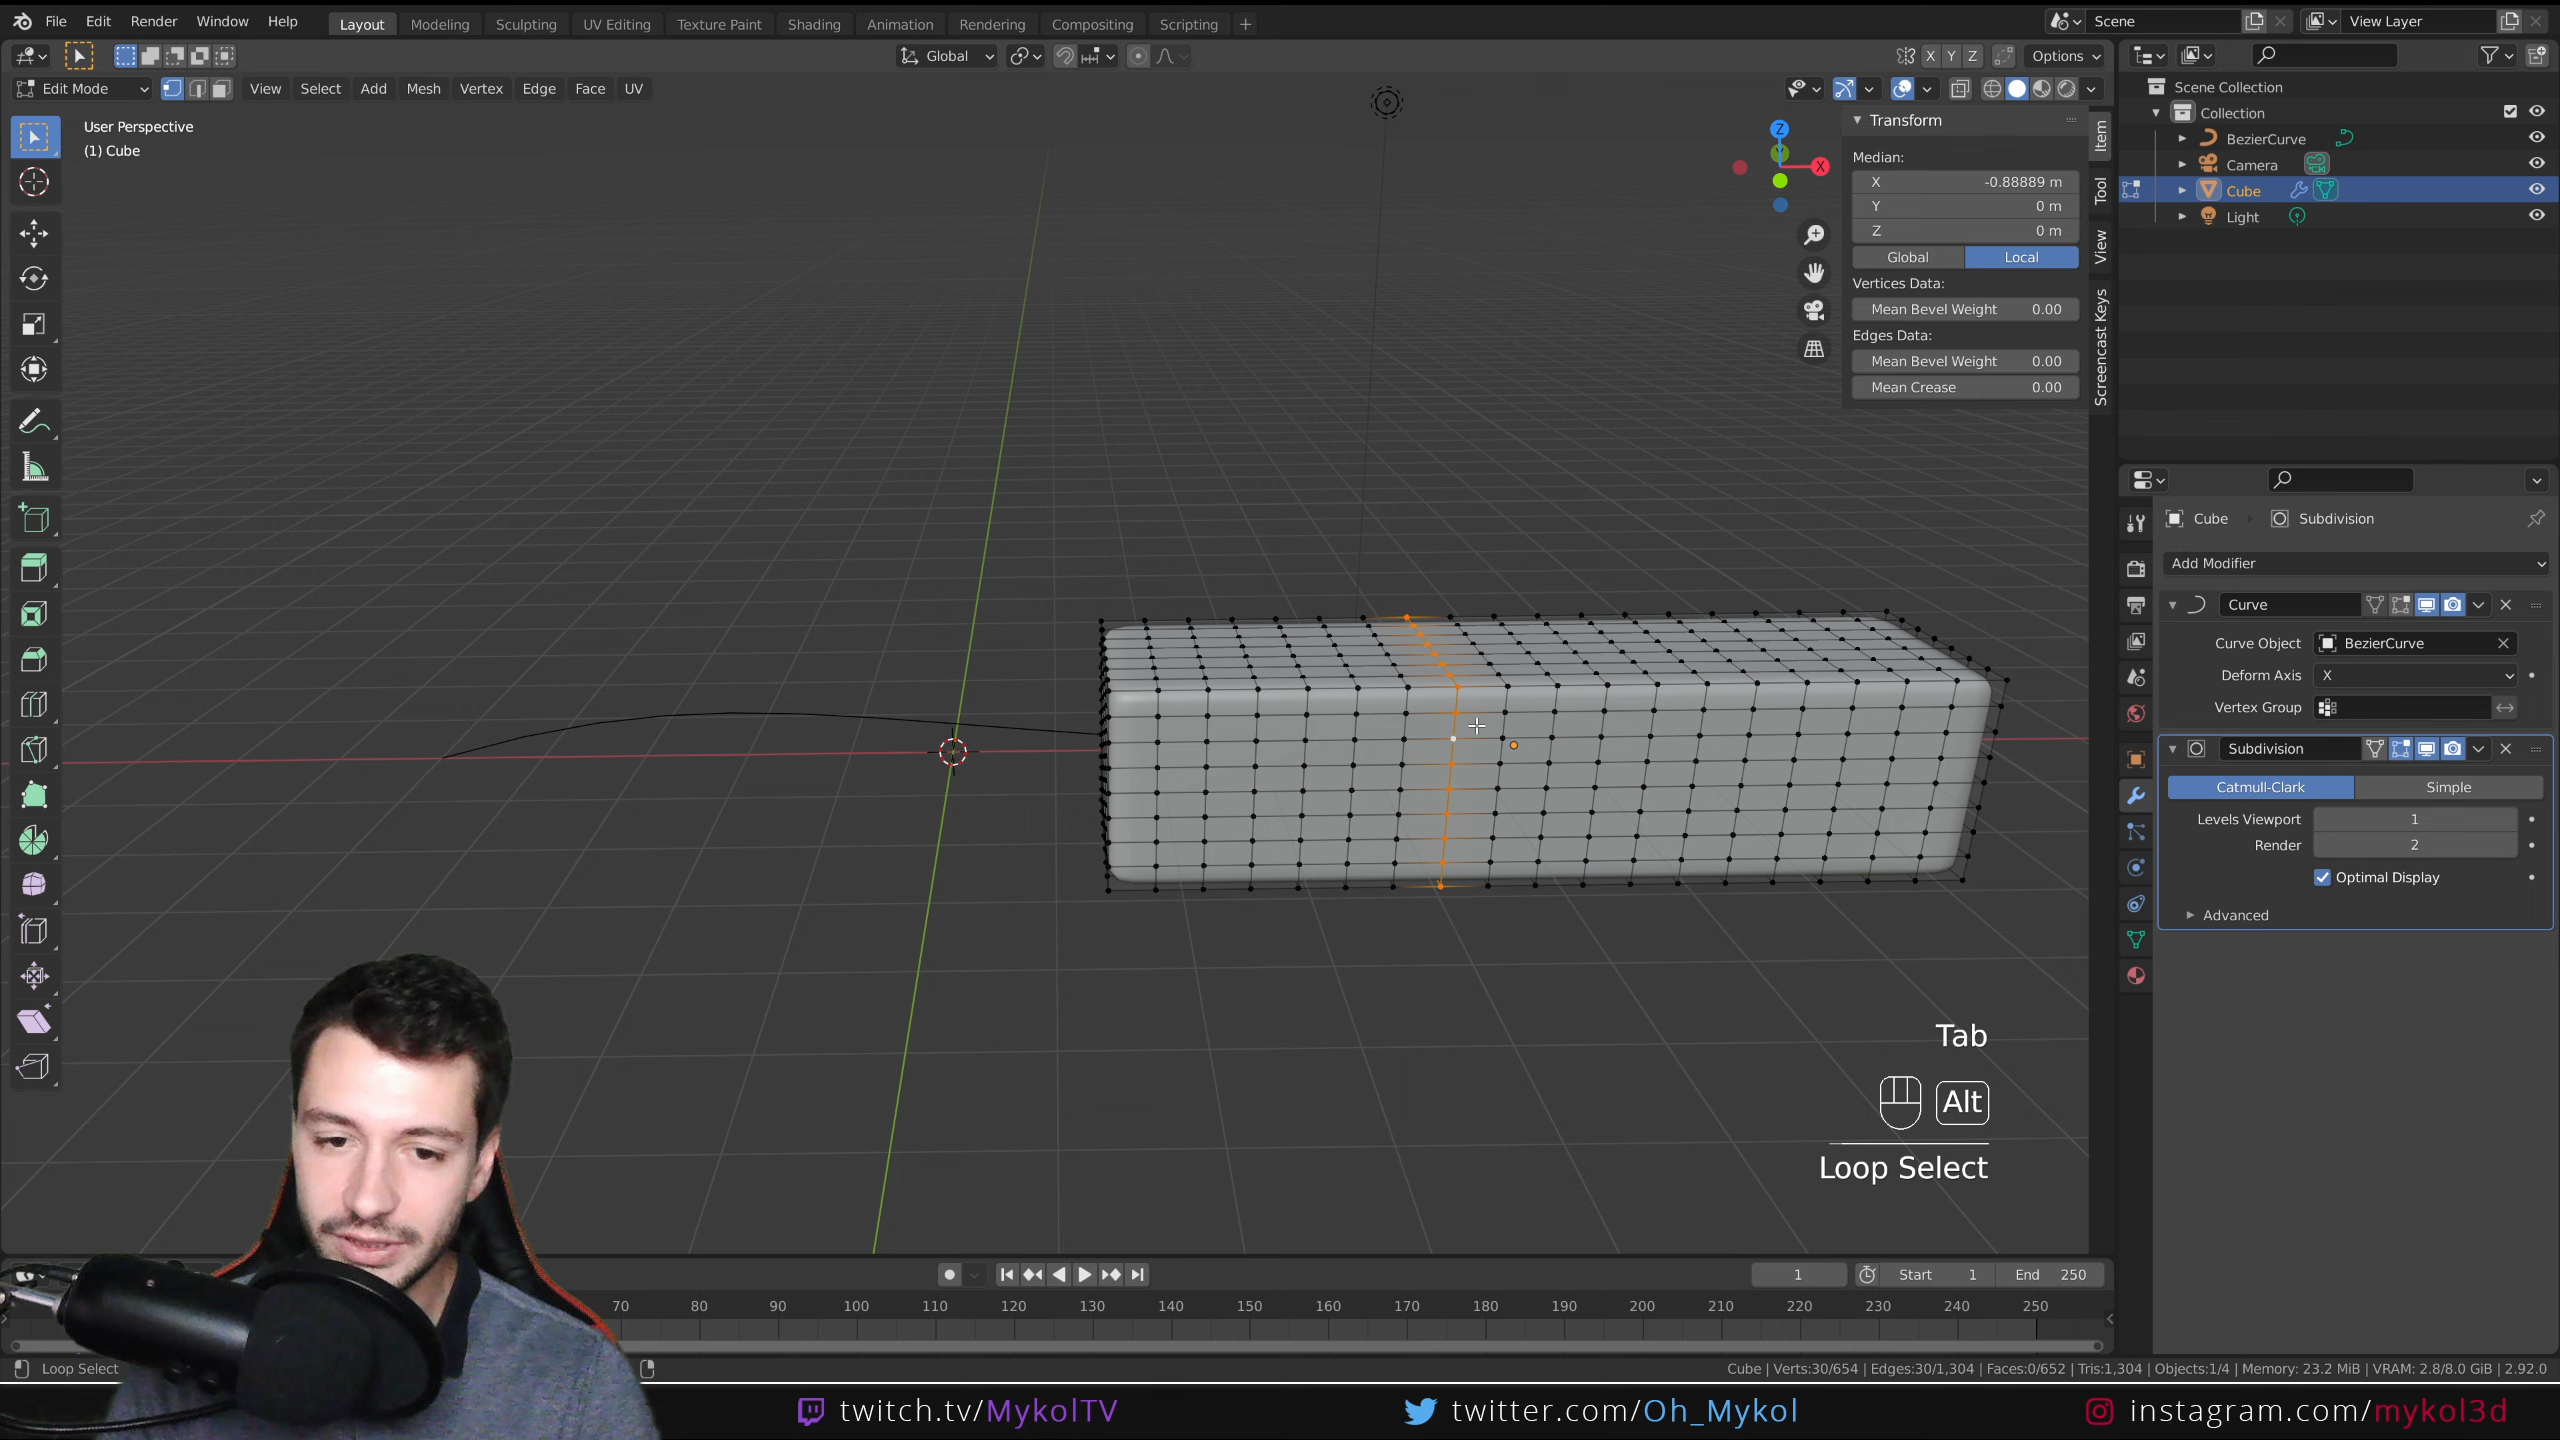 File Edit Render Window Help Layout Modeling Sculpting UV Editing Texture Paint Shading Animation Rendering Compositing Scripting + Scene View Layer
Global X Y Z Options
Edit Mode View Select Add Mesh Vertex Edge Face UV
User Perspective
(1) Cube
Z
X
Transform
Median:
X -0.88889 m
Y 0 m
Z 0 m
Global Local
Vertices Data:
Mean Bevel Weight 0.00
Edges Data:
Mean Bevel Weight 0.00
Mean Crease 0.00
Item
Tool
View
Screencast Keys
Scene Collection
Collection
BezierCurve
Camera
Cube
Light
Cube Subdivision
Add Modifier
Curve
Curve Object BezierCurve
Deform Axis X
Vertex Group
Subdivision
Catmull-Clark Simple
Levels Viewport 1
Render 2
Optimal Display
Advanced
Tab
Alt
Loop Select
1 Start 1 End 250
70 80 90 100 110 120 130 140 150 160 170 180 190 200 210 220 230 240 250
Loop Select
Cube | Verts:30/654 | Edges:30/1,304 | Faces:0/652 | Tris:1,304 | Objects:1/4 | Memory: 23.2 MiB | VRAM: 2.8/8.0 GiB | 2.92.0
twitch.tv/MykolTV twitter.com/Oh_Mykol instagram.com/mykol3d